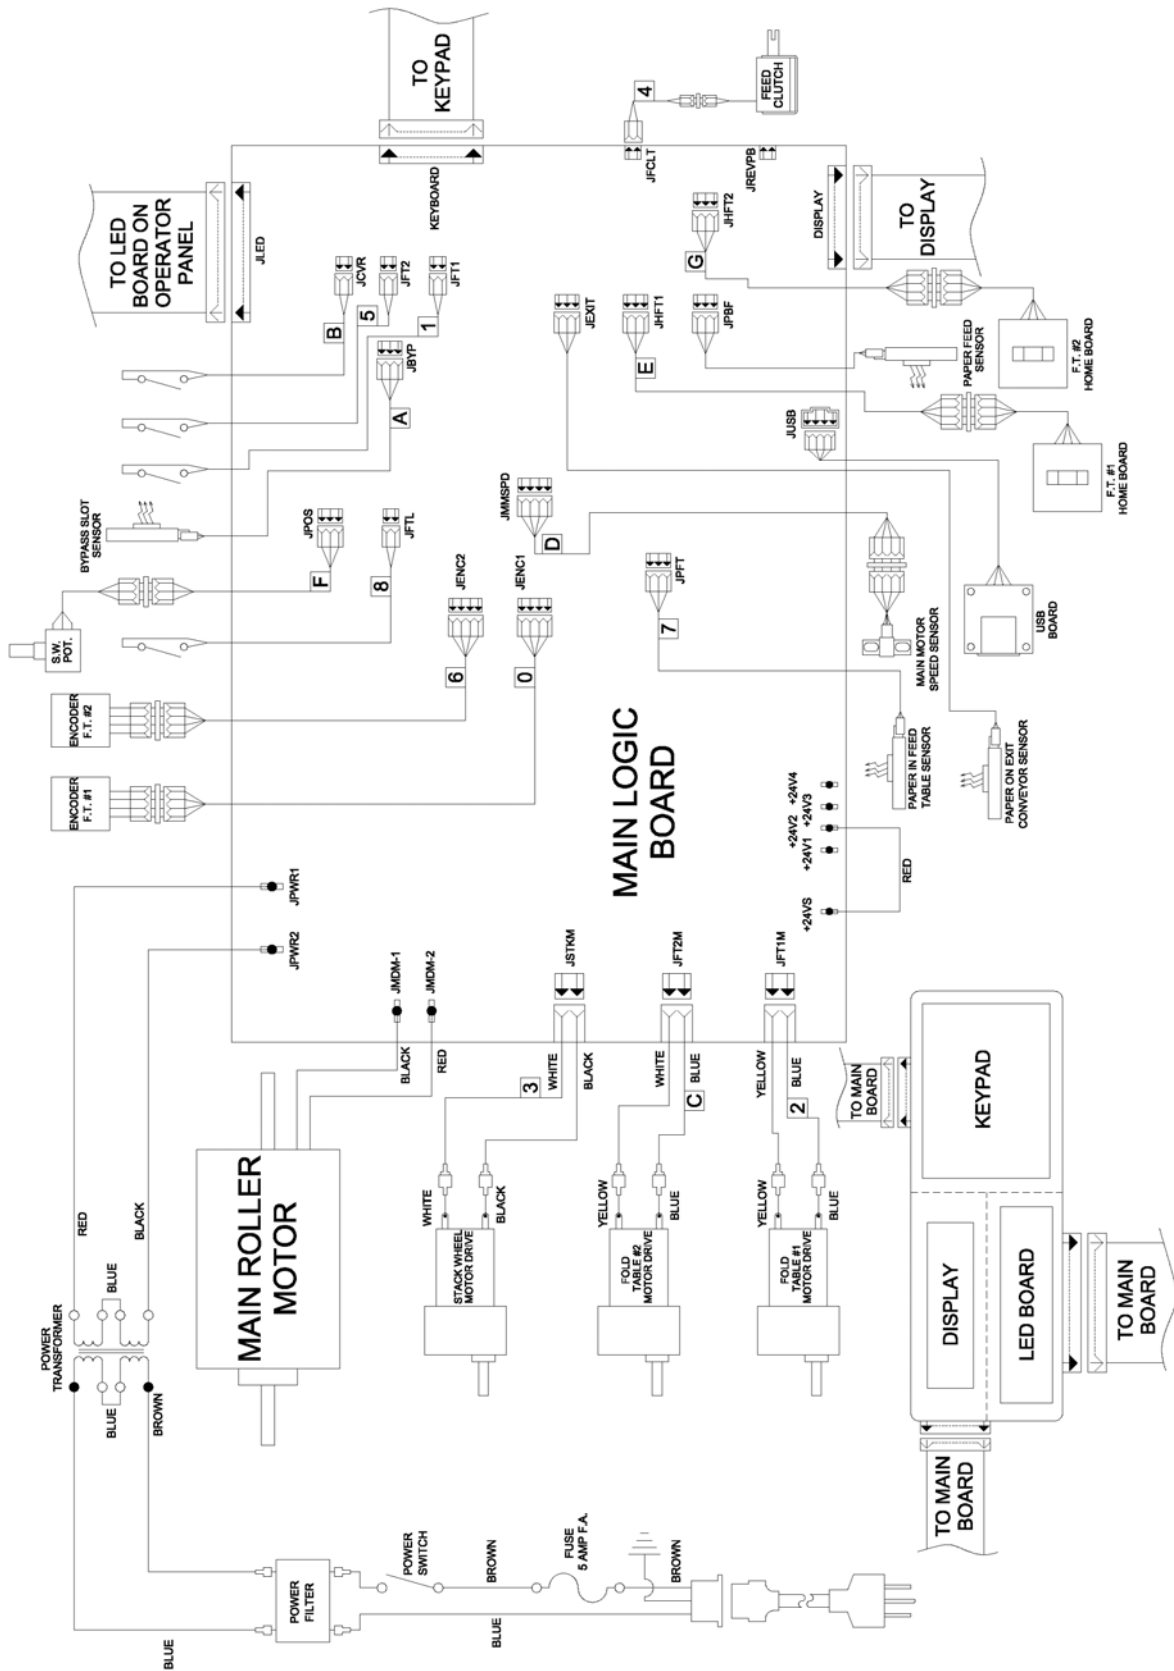 TO LED
BOARD ON
OPERATOR
PANEL
JLED
TO
KEYPAD
KEYBOARD
4
FEED
CLUTCH
JFCLT
JREVPB
DISPLAY
TO
DISPLAY
JCVR
JFT2
JFT1
B
5
1
JBYP
A
BYPASS SLOT
SENSOR
JHFT2
G
JEXIT
JHFT1
JPBF
E
PAPER FEED
SENSOR
F.T. #2
HOME BOARD
F.T. #1
HOME BOARD
JUSB
USB
BOARD
S.W.
POT.
JPOS
F
JFTL
8
JENC2
6
JENC1
0
ENCODER
F.T. #2
ENCODER
F.T. #1
JMMSPD
D
JPFT
7
MAIN MOTOR
SPEED SENSOR
PAPER IN FEED
TABLE SENSOR
PAPER ON EXIT
CONVEYOR SENSOR
MAIN LOGIC
BOARD
+24V4
+24V3
+24V2
+24V1
+24VS
RED
JPWR1
JPWR2
JMDM-1
JMDM-2
BLACK
RED
JSTKM
JFT2M
JFT1M
WHITE
BLACK
3
WHITE
BLUE
C
YELLOW
BLUE
2
WHITE
BLACK
YELLOW
BLUE
YELLOW
BLUE
STACK WHEEL
MOTOR DRIVE
FOLD
TABLE #2
MOTOR DRIVE
FOLD
TABLE #1
MOTOR DRIVE
MAIN ROLLER
MOTOR
RED
BLACK
BLUE
POWER
TRANSFORMER
BLUE
BROWN
POWER
FILTER
BLUE
POWER
SWITCH
BROWN
FUSE
5 AMP F.A.
BROWN
BLUE
TO MAIN
BOARD
KEYPAD
DISPLAY
LED BOARD
TO MAIN
BOARD
TO MAIN
BOARD